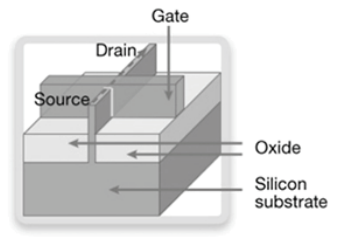 Gate
Drain
Source
Oxide
Silicon
substrate